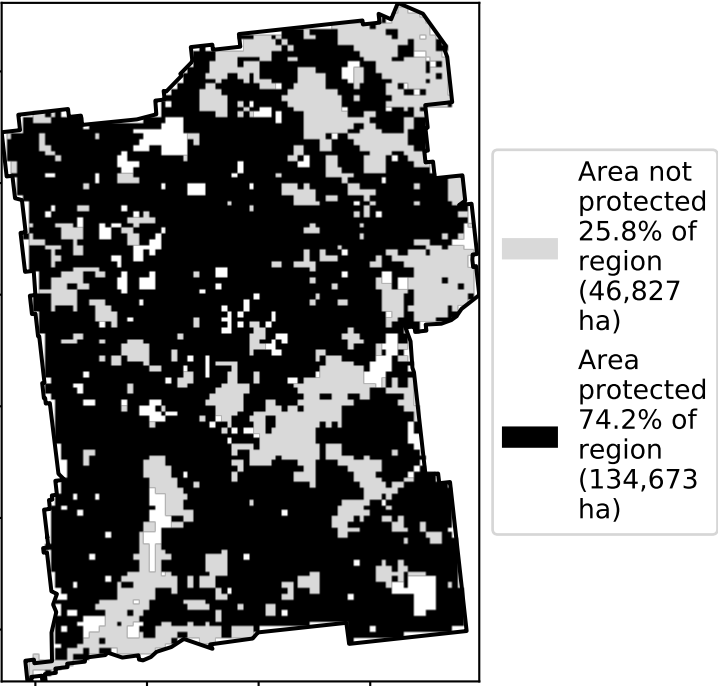 Area not
protected
25.8% of
region
(46,827
ha)
Area
protected
74.2% of
region
(134,673
ha)